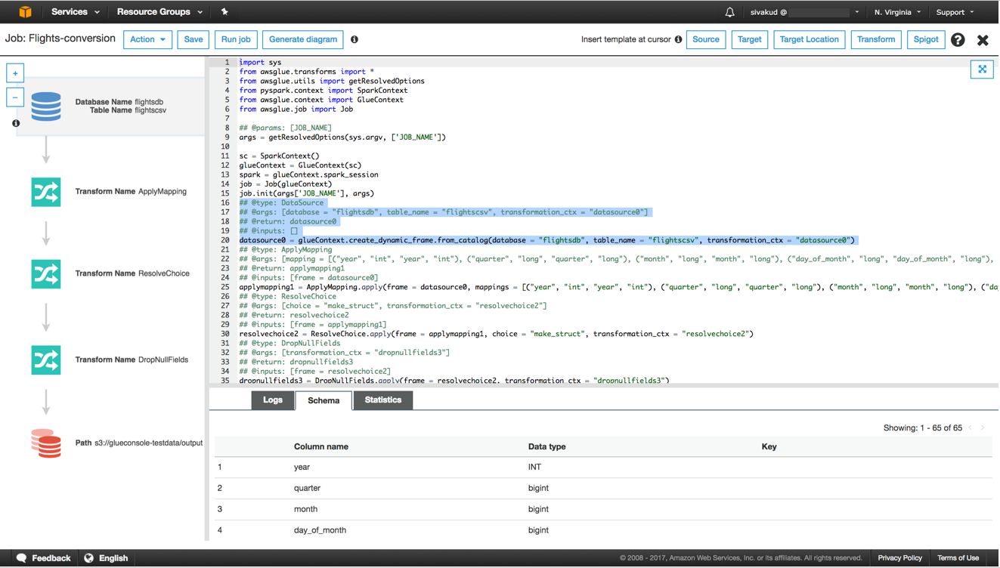 Services
Resource Groups
sivakud @
N. Virginia
Support
Job: Flights-conversion
Action
Save
Run job
Generate diagram
Insert template at cursor
Source
Target
Target Location
Transform
Spigot
+
−
Database Name flightsdb
Table Name flightscsv
Transform Name ApplyMapping
Transform Name ResolveChoice
Transform Name DropNullFields
Path s3://glueconsole-testdata/output
1 import sys
2 from awsglue.transforms import *
3 from awsglue.utils import getResolvedOptions
4 from pyspark.context import SparkContext
5 from awsglue.context import GlueContext
6 from awsglue.job import Job
7
8 ## @params: [JOB_NAME]
9 args = getResolvedOptions(sys.argv, ['JOB_NAME'])
10
11 sc = SparkContext()
12 glueContext = GlueContext(sc)
13 spark = glueContext.spark_session
14 job = Job(glueContext)
15 job.init(args['JOB_NAME'], args)
16 ## @type: DataSource
17 ## @args: [database = "flightsdb", table_name = "flightscsv", transformation_ctx = "datasource0"]
18 ## @return: datasource0
19 ## @inputs: []
20 datasource0 = glueContext.create_dynamic_frame.from_catalog(database = "flightsdb", table_name = "flightscsv", transformation_ctx = "datasource0")
21 ## @type: ApplyMapping
22 ## @args: [mapping = [("year", "int", "year", "int"), ("quarter", "long", "quarter", "long"), ("month", "long", "month", "long"), ("day_of_month", "long", "day_of_month", "long"),
23 ## @return: applymapping1
24 ## @inputs: [frame = datasource0]
25 applymapping1 = ApplyMapping.apply(frame = datasource0, mappings = [("year", "int", "year", "int"), ("quarter", "long", "quarter", "long"), ("month", "long", "month", "long"), ("da
26 ## @type: ResolveChoice
27 ## @args: [choice = "make_struct", transformation_ctx = "resolvechoice2"]
28 ## @return: resolvechoice2
29 ## @inputs: [frame = applymapping1]
30 resolvechoice2 = ResolveChoice.apply(frame = applymapping1, choice = "make_struct", transformation_ctx = "resolvechoice2")
31 ## @type: DropNullFields
32 ## @args: [transformation_ctx = "dropnullfields3"]
33 ## @return: dropnullfields3
34 ## @inputs: [frame = resolvechoice2]
35 dropnullfields3 = DropNullFields.apply(frame = resolvechoice2, transformation_ctx = "dropnullfields3")
Logs
Schema
Statistics
Showing: 1 - 65 of 65
Column name Data type Key
1 year INT
2 quarter bigint
3 month bigint
4 day_of_month bigint
Feedback
English
© 2008 - 2017, Amazon Web Services, Inc. or its affiliates. All rights reserved.
Privacy Policy
Terms of Use